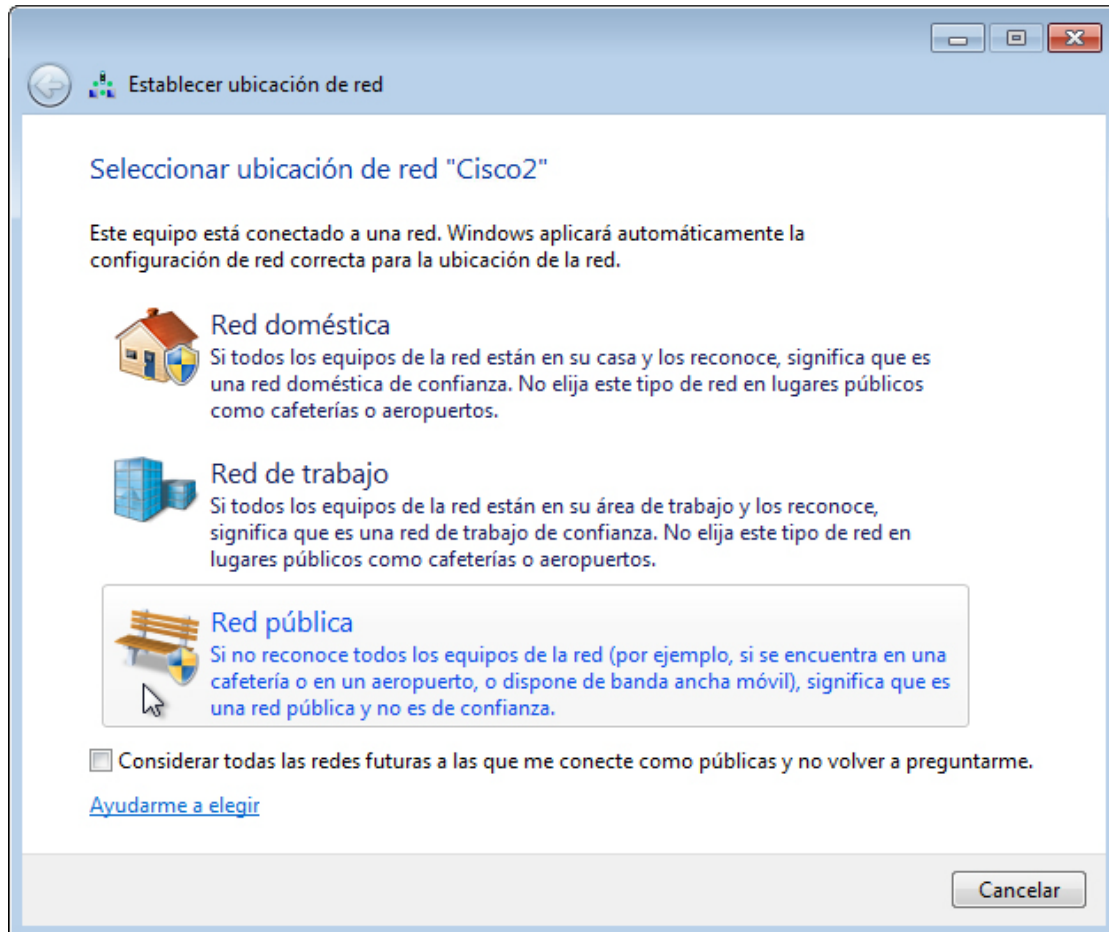 Establecer ubicación de red
Seleccionar ubicación de red "Cisco2"
Este equipo está conectado a una red. Windows aplicará automáticamente la
configuración de red correcta para la ubicación de la red.
Red doméstica
Si todos los equipos de la red están en su casa y los reconoce, significa que es
una red doméstica de confianza. No elija este tipo de red en lugares públicos
como cafeterías o aeropuertos.
Red de trabajo
Si todos los equipos de la red están en su área de trabajo y los reconoce,
significa que es una red de trabajo de confianza. No elija este tipo de red en
lugares públicos como cafeterías o aeropuertos.
Red pública
Si no reconoce todos los equipos de la red (por ejemplo, si se encuentra en una
cafetería o en un aeropuerto, o dispone de banda ancha móvil), significa que es
una red pública y no es de confianza.
Considerar todas las redes futuras a las que me conecte como públicas y no volver a preguntarme.
Ayudarme a elegir
Cancelar